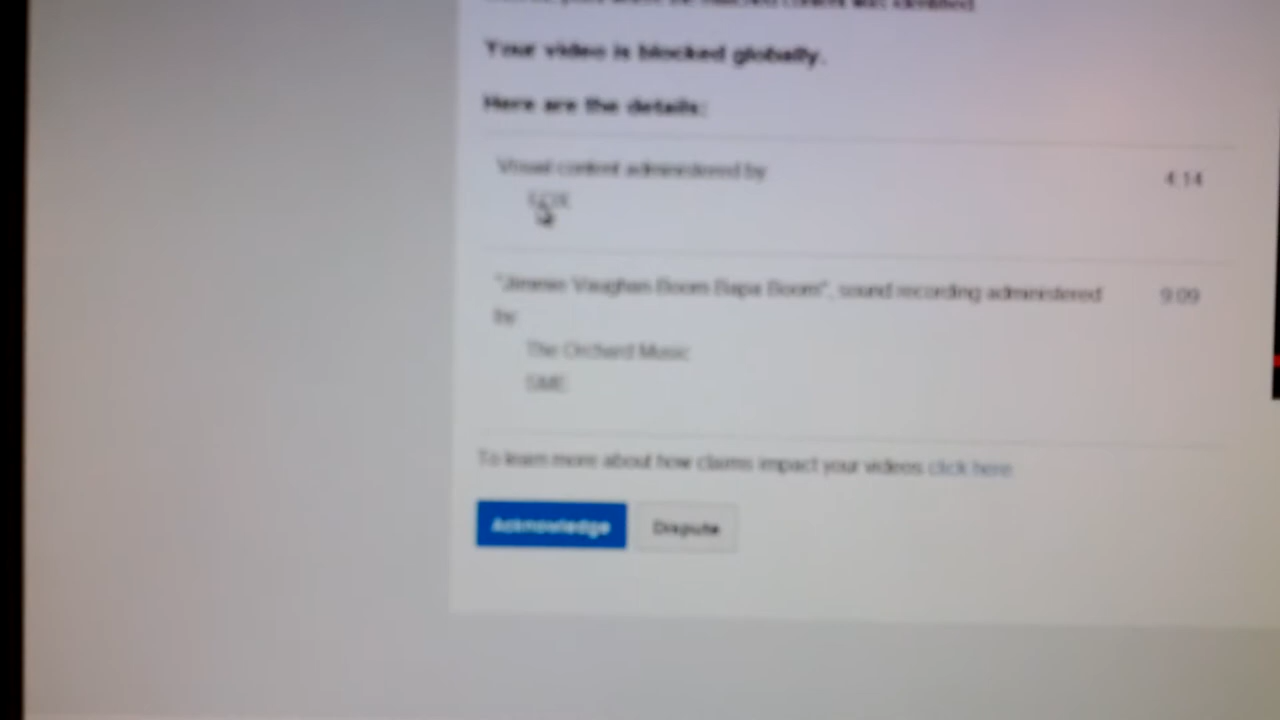 Your video is blocked globally.
Here are the details:
Visual content administered by
4:14
FOX
"Jimmie Vaughan-Boom Bapa Boom", sound recording administered
9:09
by:
The Orchard Music
SME
To learn more about how claims impact your videos click here.
Acknowledge
Dispute